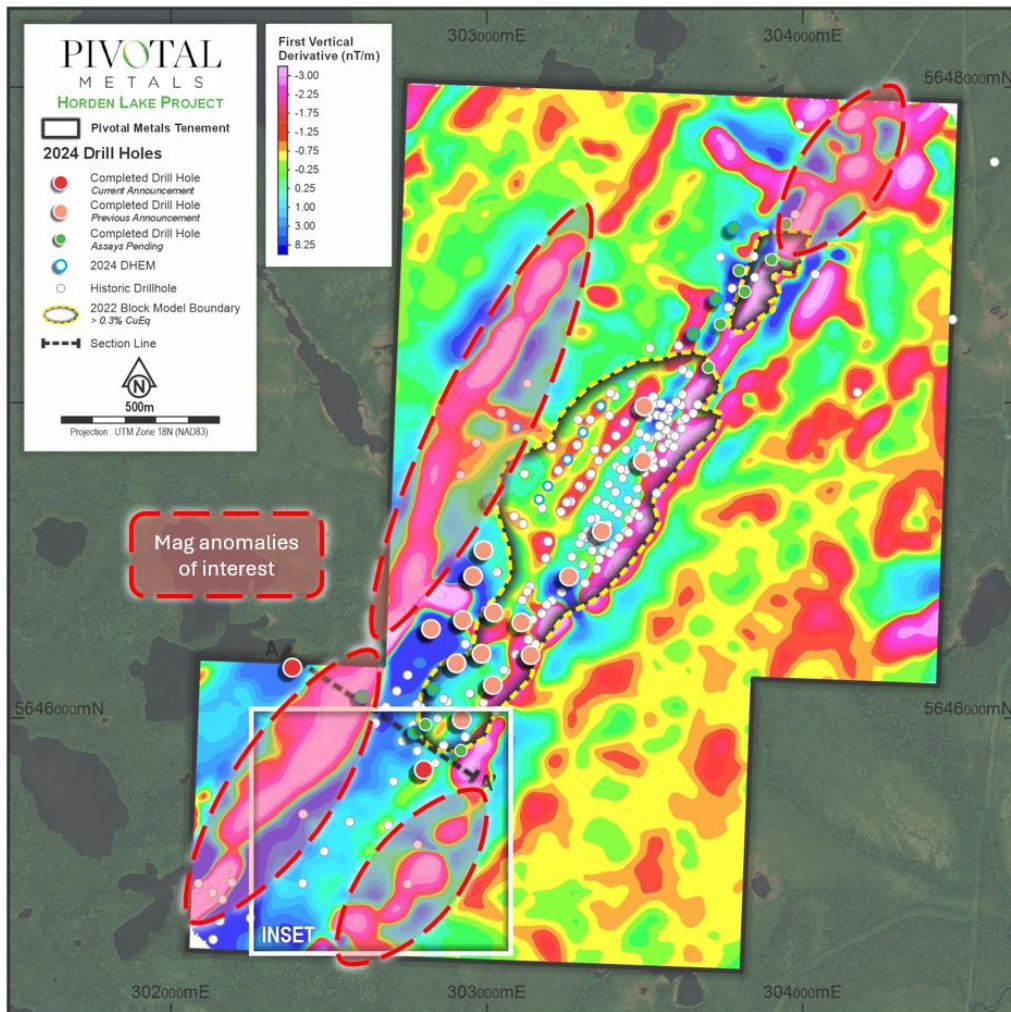 PIVOTAL
METALS
HORDEN LAKE PROJECT
Pivotal Metals Tenement
2024 Drill Holes
Completed Drill Hole
Current Announcement
Completed Drill Hole
Previous Announcement
Completed Drill Hole
Assays Pending
2024 DHEM
Historic Drillhole
2022 Block Model Boundary
> 0.3% CuEq
Section Line
N
500m
Projection : UTM Zone 18N (NAD83)
First Vertical
Derivative (nT/m)
-3.00
-2.25
-1.75
-1.25
-0.75
-0.25
0.25
1.00
3.00
8.25
303000mE
304000mE
5648000mN
Mag anomalies
of interest
A
5646000mN
A'
INSET
302000mE
303000mE
304000mE